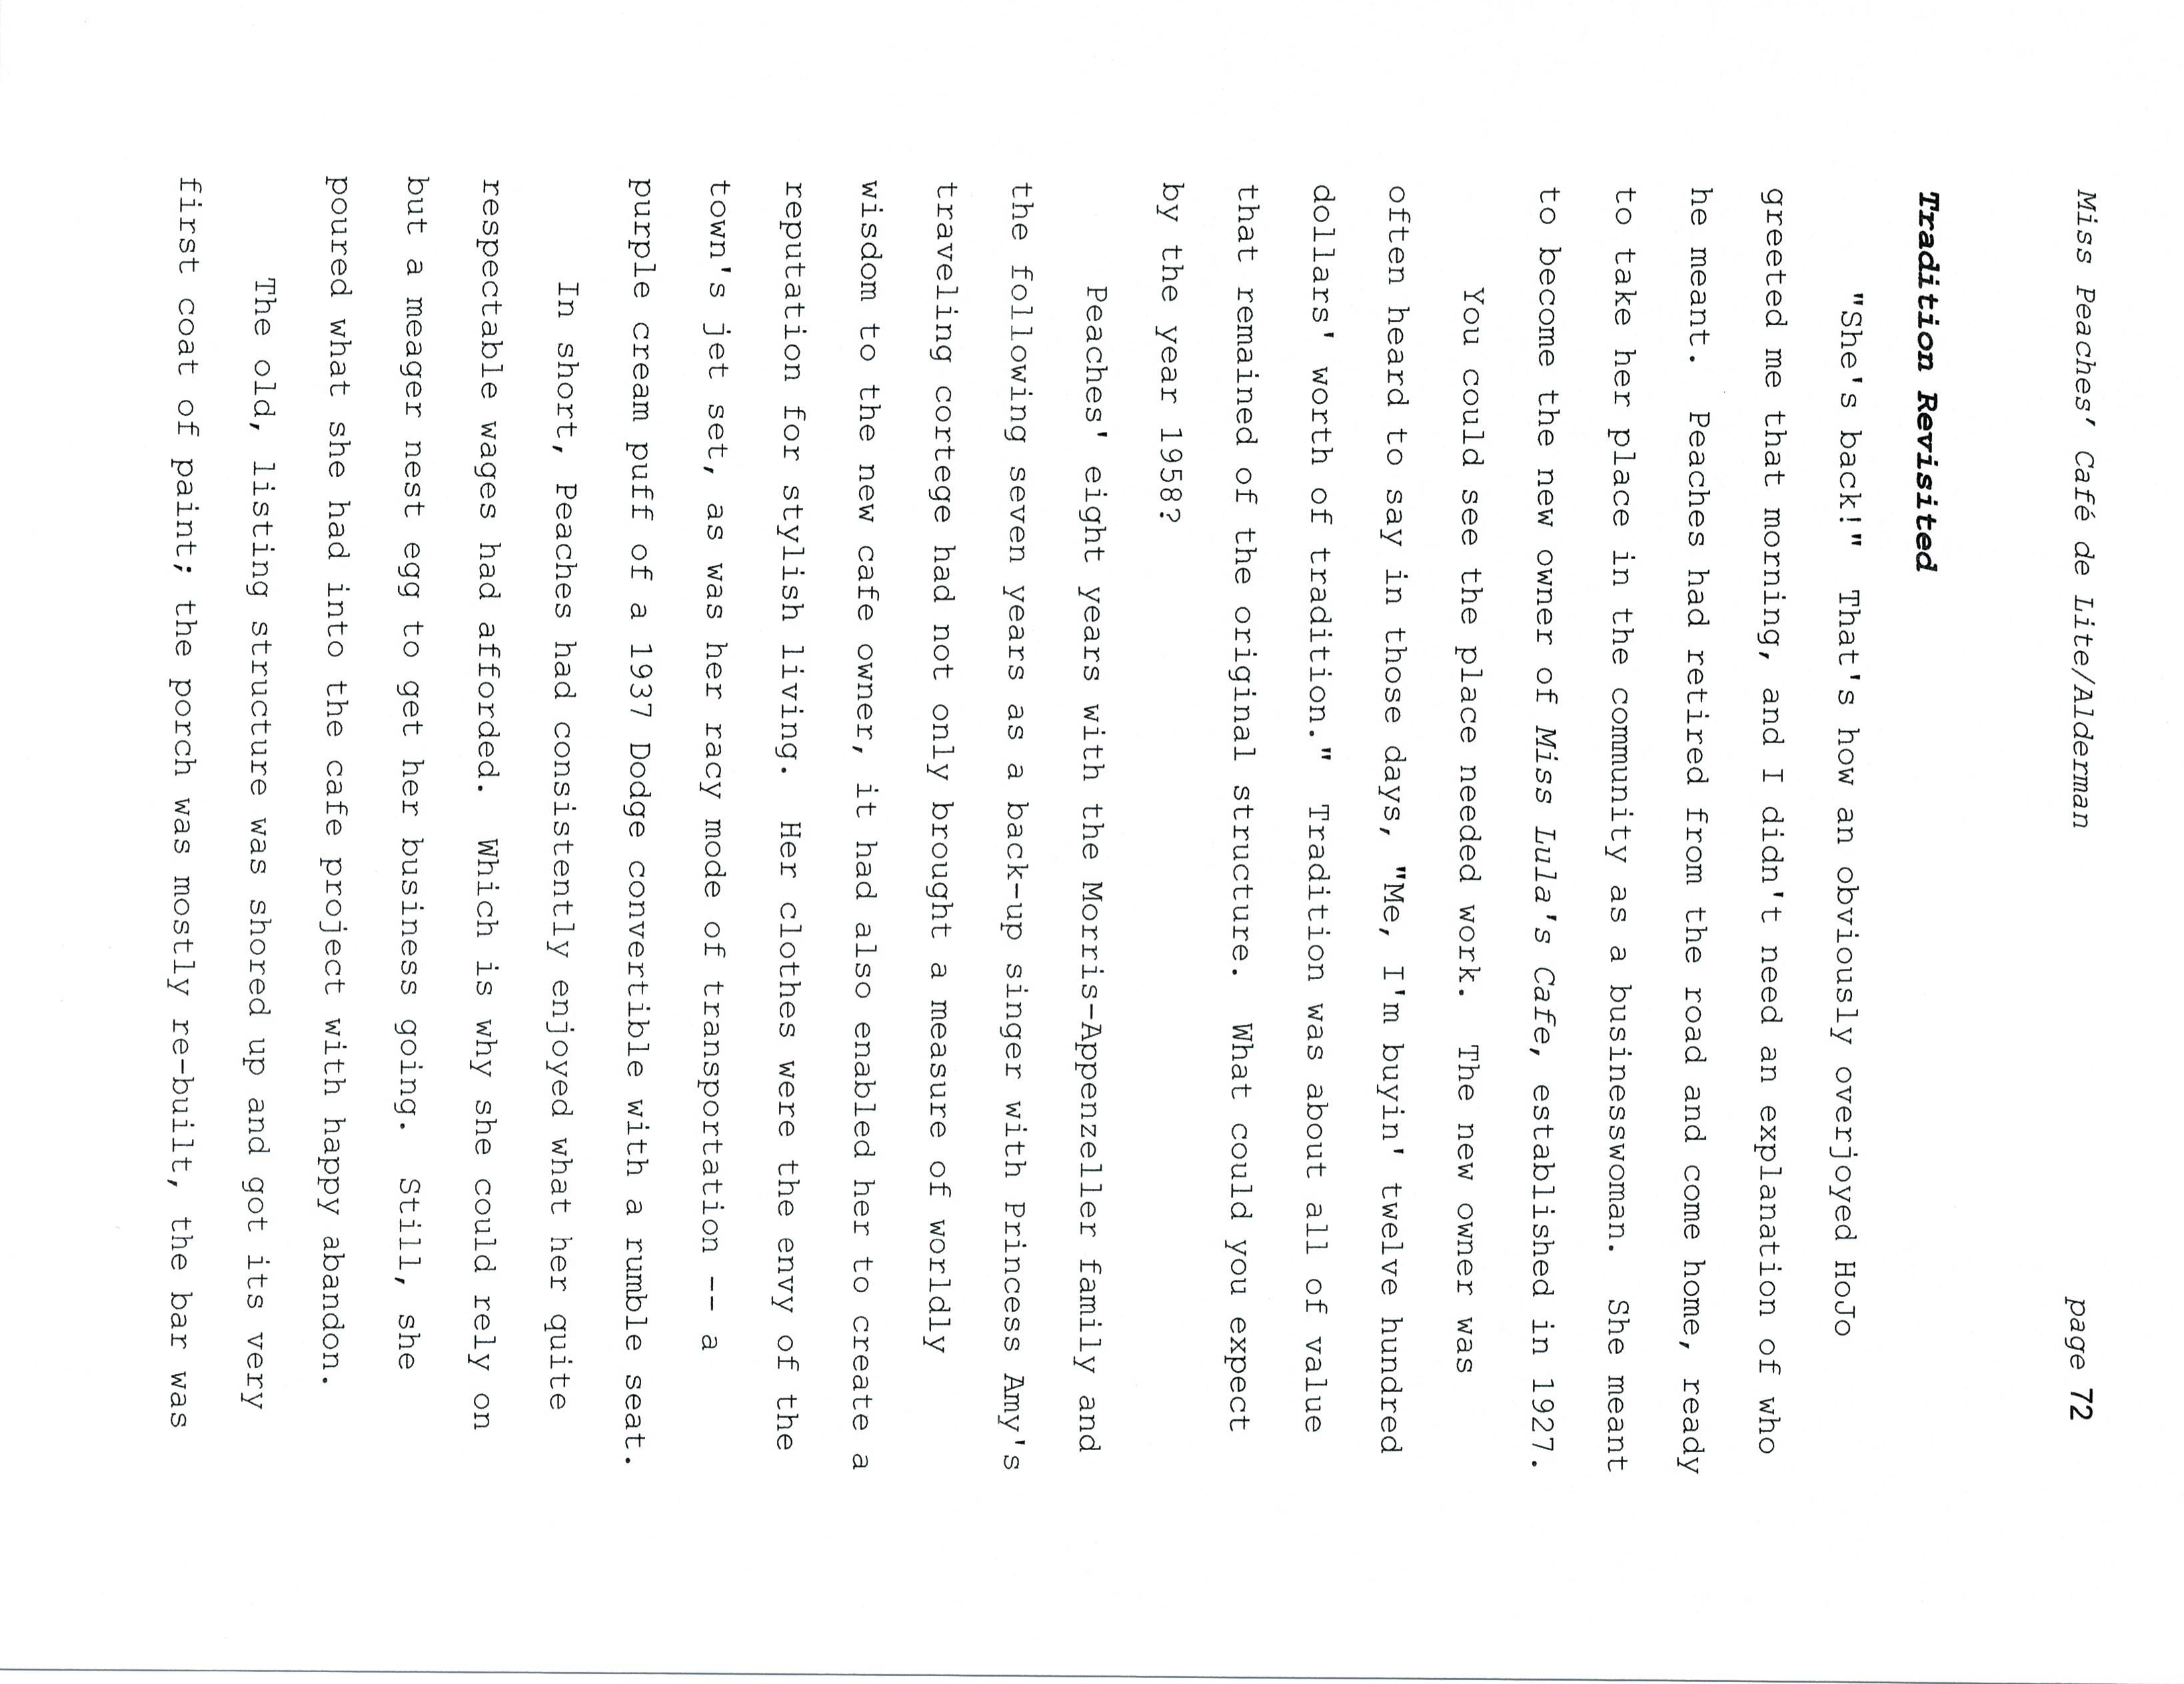 Miss Peaches' Café de Lite/Alderman page 72
Tradition Revisited
"She's back!"  That's how an obviously overjoyed HoJo
greeted me that morning, and I didn't need an explanation of who
he meant.  Peaches had retired from the road and come home, ready
to take her place in the community as a businesswoman.  She meant
to become the new owner of Miss Lula's Cafe, established in 1927.
You could see the place needed work.  The new owner was
often heard to say in those days, "Me, I'm buyin' twelve hundred
dollars' worth of tradition."  Tradition was about all of value
that remained of the original structure.  What could you expect
by the year 1958?
Peaches' eight years with the Morris-Appenzeller family and
the following seven years as a back-up singer with Princess Amy's
traveling cortege had not only brought a measure of worldly
wisdom to the new cafe owner, it had also enabled her to create a
reputation for stylish living.  Her clothes were the envy of the
town's jet set, as was her racy mode of transportation -- a
purple cream puff of a 1937 Dodge convertible with a rumble seat.
In short, Peaches had consistently enjoyed what her quite
respectable wages had afforded.  Which is why she could rely on
but a meager nest egg to get her business going.  Still, she
poured what she had into the cafe project with happy abandon.
The old, listing structure was shored up and got its very
first coat of paint; the porch was mostly re-built, the bar was